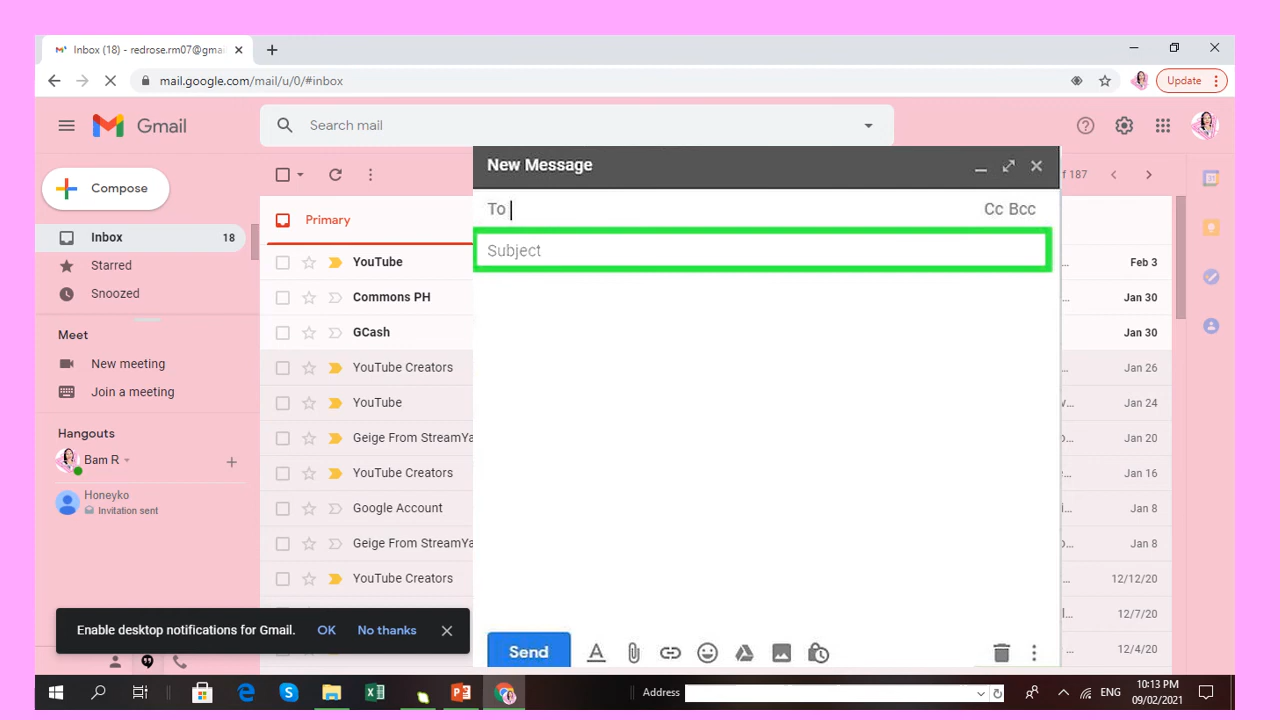 Inbox (18) - redrose.rm07@gmai
mail.google.com/mail/u/0/#inbox
Update
Gmail
Search mail
Compose
New Message
f 187
To
Cc Bcc
Primary
Subject
Inbox 18
Starred
Snoozed
Meet
New meeting
Join a meeting
Hangouts
Bam R
Honeyko
Invitation sent
YouTube Feb 3
Commons PH Jan 30
GCash Jan 30
YouTube Creators Jan 26
YouTube Jan 24
Geige From StreamYa Jan 20
YouTube Creators Jan 16
Google Account Jan 8
Geige From StreamYa Jan 8
YouTube Creators 12/12/20
12/7/20
12/4/20
Enable desktop notifications for Gmail. OK No thanks
Send
Address
ENG
10:13 PM
09/02/2021